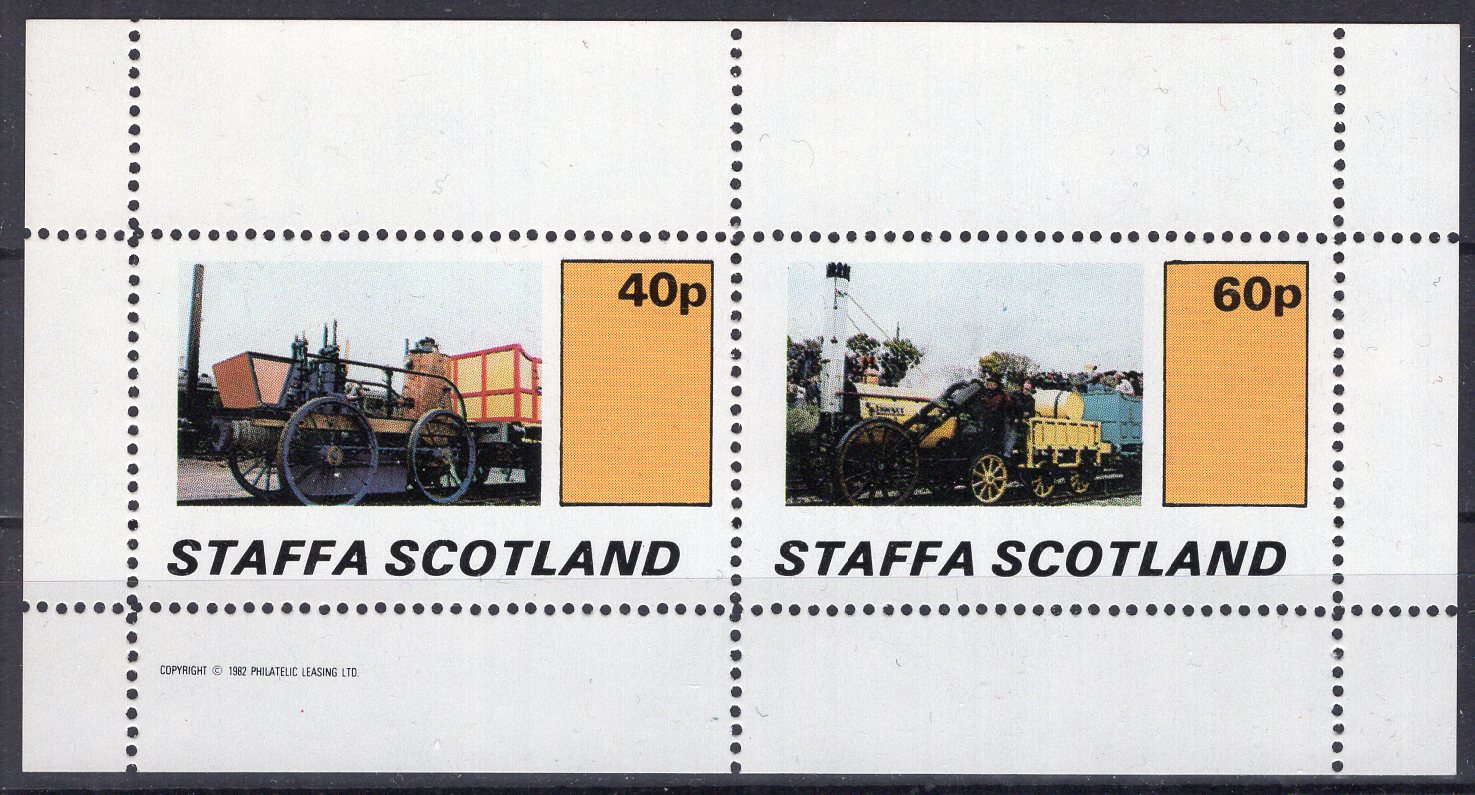 40p
STAFFA SCOTLAND
60p
STAFFA SCOTLAND
COPYRIGHT © 1982 PHILATELIC LEASING LTD.